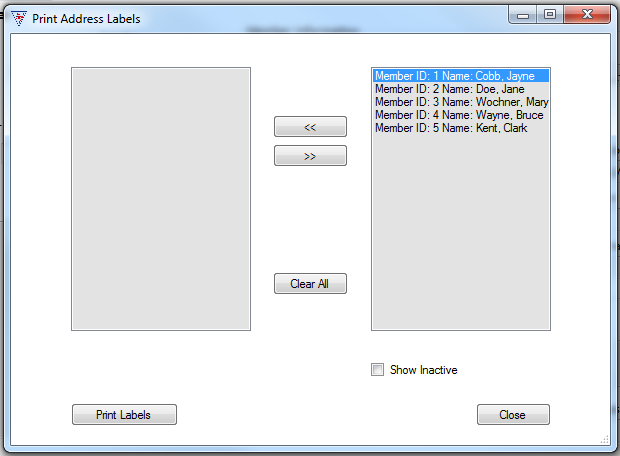 Print Address Labels
Member ID: 1 Name: Cobb, Jayne
Member ID: 2 Name: Doe, Jane
Member ID: 3 Name: Wochner, Mary
Member ID: 4 Name: Wayne, Bruce
Member ID: 5 Name: Kent, Clark
<<
>>
Clear All
Show Inactive
Print Labels
Close